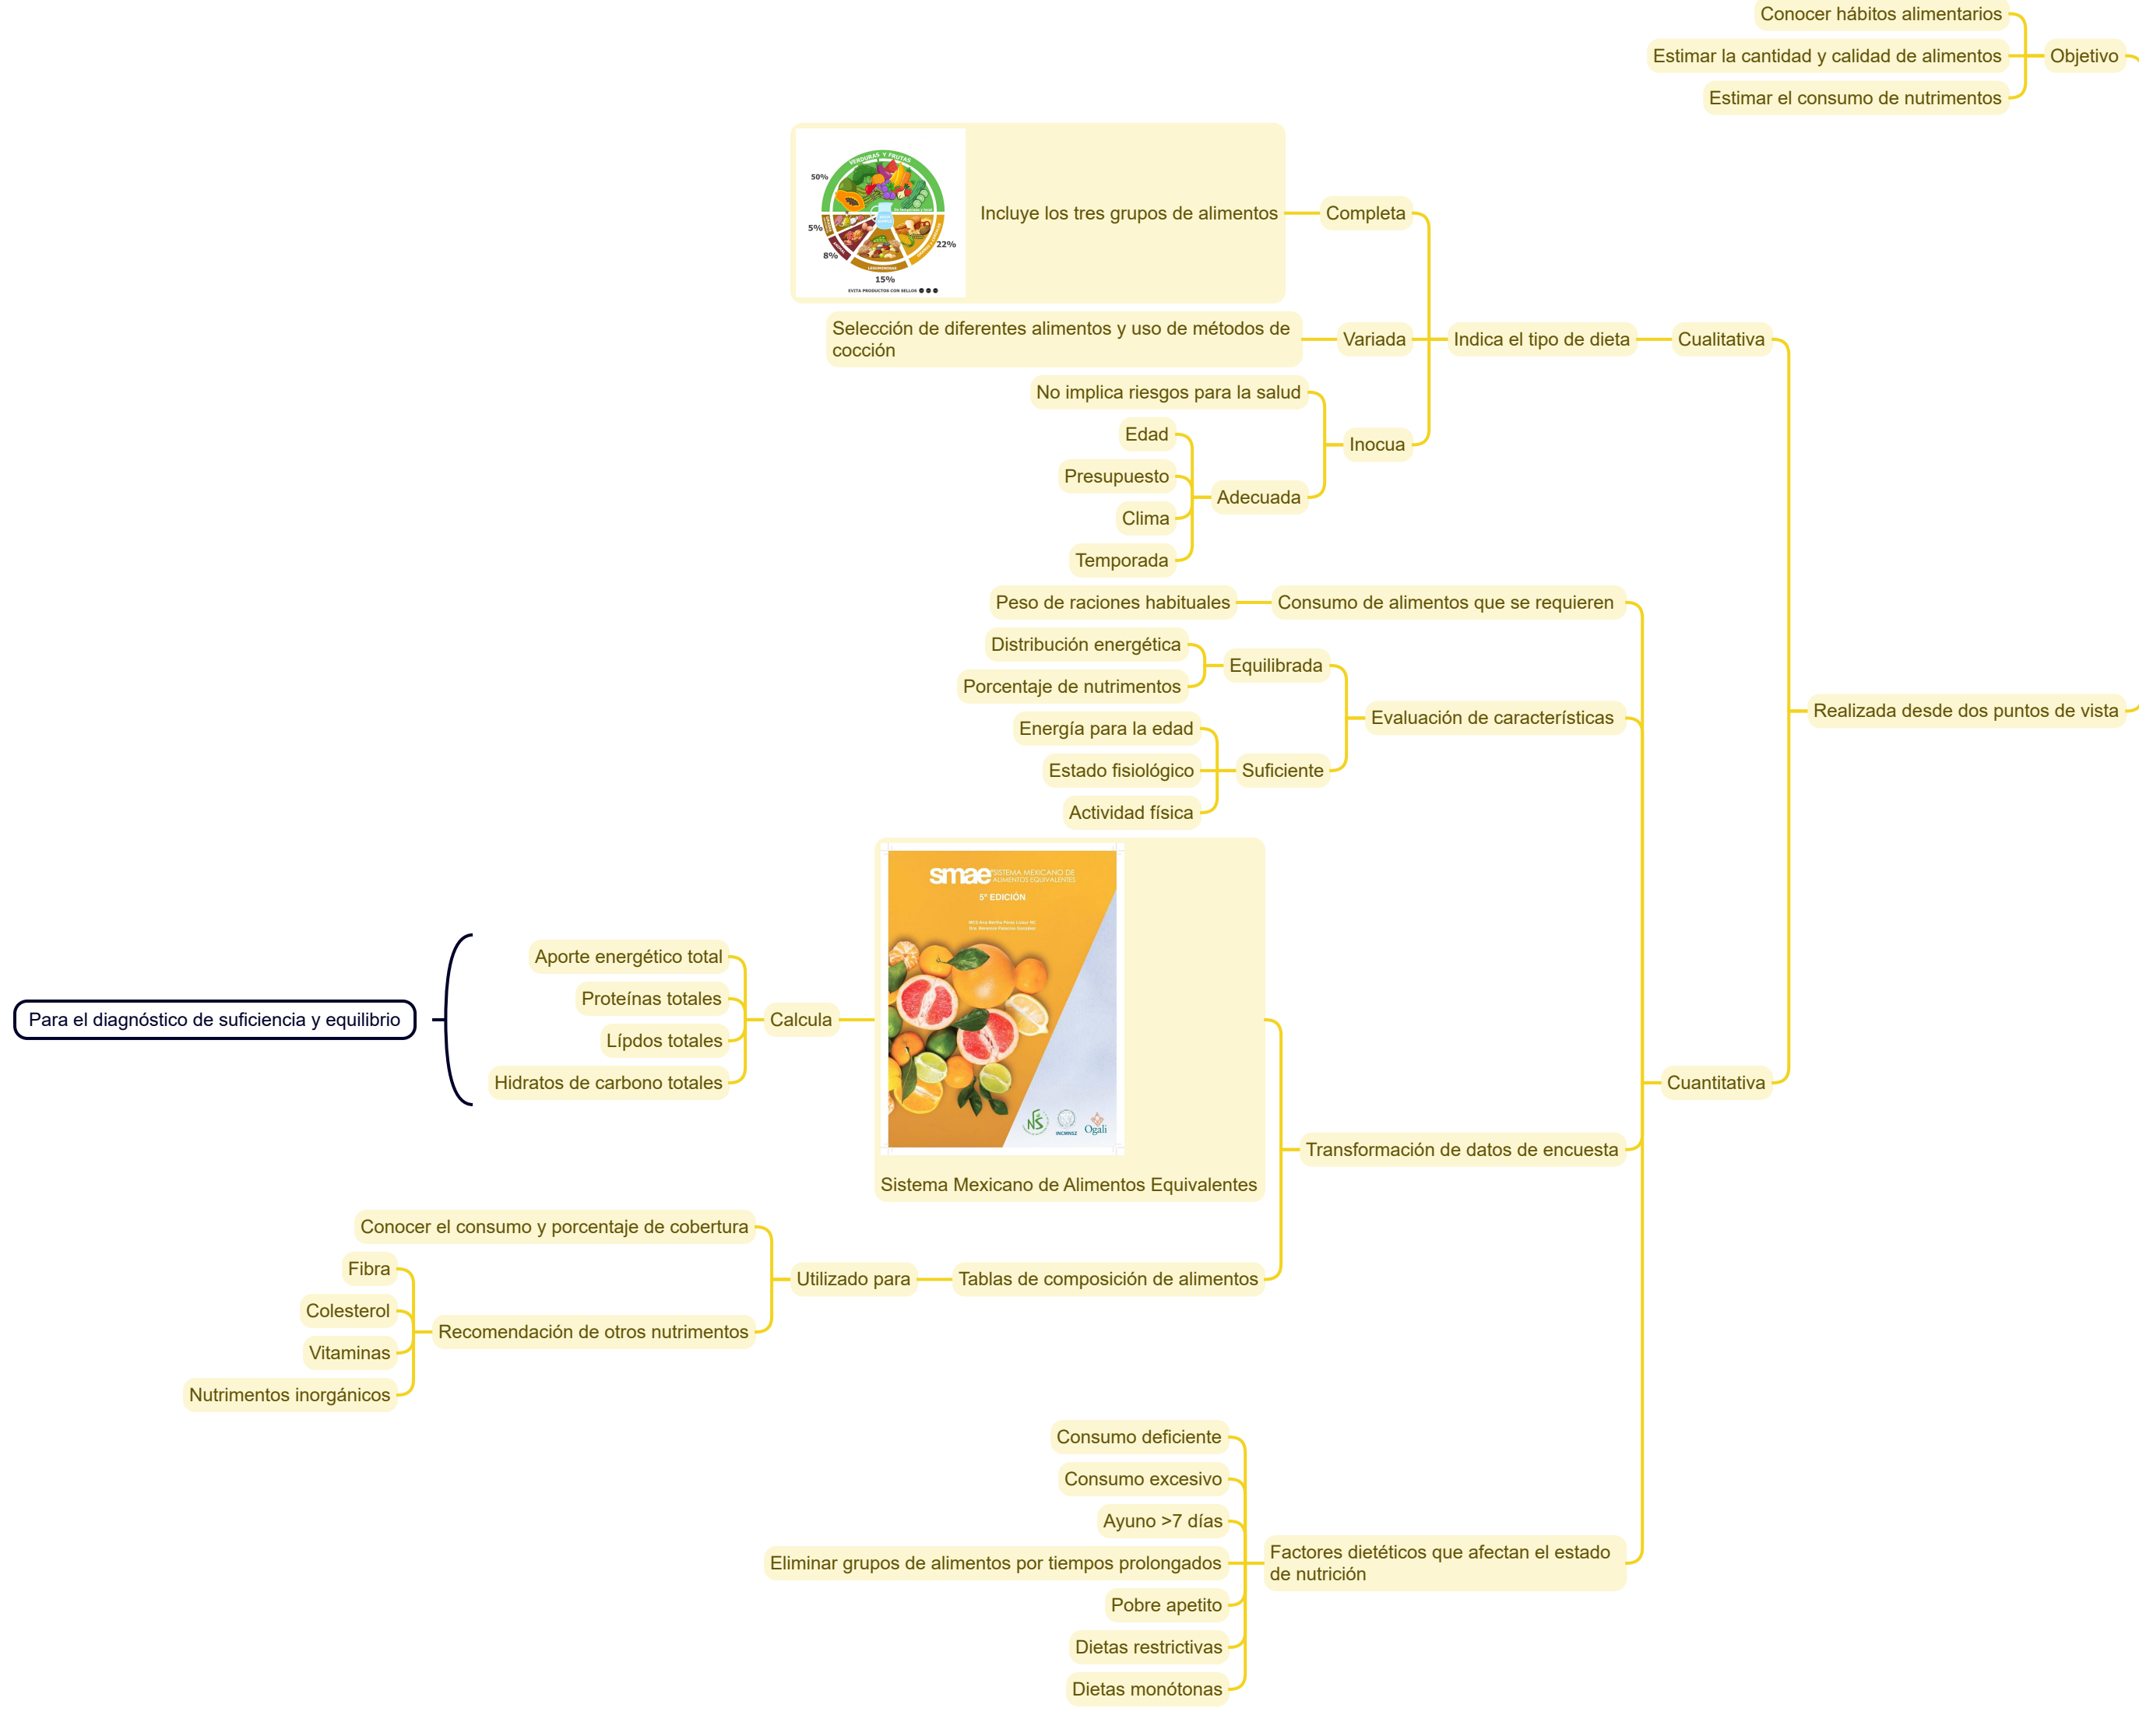 Conocer hábitos alimentarios
Estimar la cantidad y calidad de alimentos
Objetivo
Estimar el consumo de nutrimentos
VERDURAS Y FRUTAS
50%
5%
8%
22%
LEGUMINOSAS
15%
EVITA PRODUCTOS CON SELLOS
Incluye los tres grupos de alimentos
Completa
Selección de diferentes alimentos y uso de métodos de
cocción
Variada
Indica el tipo de dieta
Cualitativa
No implica riesgos para la salud
Edad
Inocua
Presupuesto
Adecuada
Clima
Temporada
Peso de raciones habituales
Consumo de alimentos que se requieren
Distribución energética
Equilibrada
Porcentaje de nutrimentos
Evaluación de características
Realizada desde dos puntos de vista
Energía para la edad
Estado fisiológico
Suficiente
Actividad física
smae SISTEMA MEXICANO DE
ALIMENTOS EQUIVALENTES
5ª EDICIÓN
INCMNSZ
Ogali
Sistema Mexicano de Alimentos Equivalentes
Aporte energético total
Proteínas totales
Para el diagnóstico de suficiencia y equilibrio
Calcula
Lípdos totales
Hidratos de carbono totales
Cuantitativa
Transformación de datos de encuesta
Conocer el consumo y porcentaje de cobertura
Fibra
Utilizado para
Tablas de composición de alimentos
Colesterol
Recomendación de otros nutrimentos
Vitaminas
Nutrimentos inorgánicos
Consumo deficiente
Consumo excesivo
Ayuno >7 días
Eliminar grupos de alimentos por tiempos prolongados
Factores dietéticos que afectan el estado
de nutrición
Pobre apetito
Dietas restrictivas
Dietas monótonas